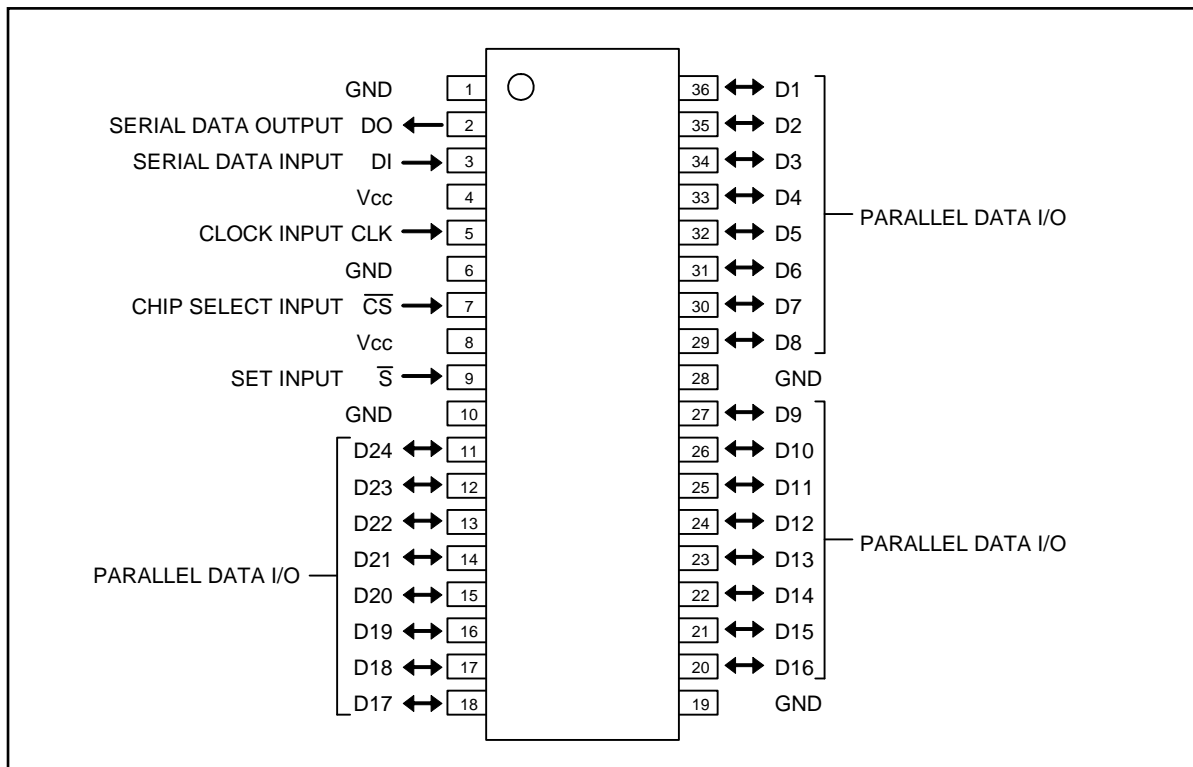 GND 1 36 D1
SERIAL DATA OUTPUT DO 2 35 D2
SERIAL DATA INPUT DI 3 34 D3
Vcc 4 33 D4
CLOCK INPUT CLK 5 32 D5
PARALLEL DATA I/O
GND 6 31 D6
CHIP SELECT INPUT C̅S̅ 7 30 D7
Vcc 8 29 D8
SET INPUT S̅ 9 28 GND
GND 10 27 D9
D24 11 26 D10
D23 12 25 D11
D22 13 24 D12
PARALLEL DATA I/O
D21 14 23 D13
PARALLEL DATA I/O
D20 15 22 D14
D19 16 21 D15
D18 17 20 D16
D17 18 19 GND